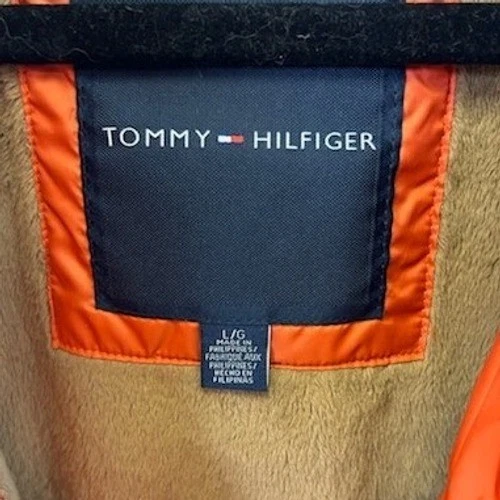 TOMMY HILFIGER
L/G
MADE IN
PHILIPPINES/
FABRIQUÉ AUX
PHILIPPINES/
HECHO EN
FILIPINAS